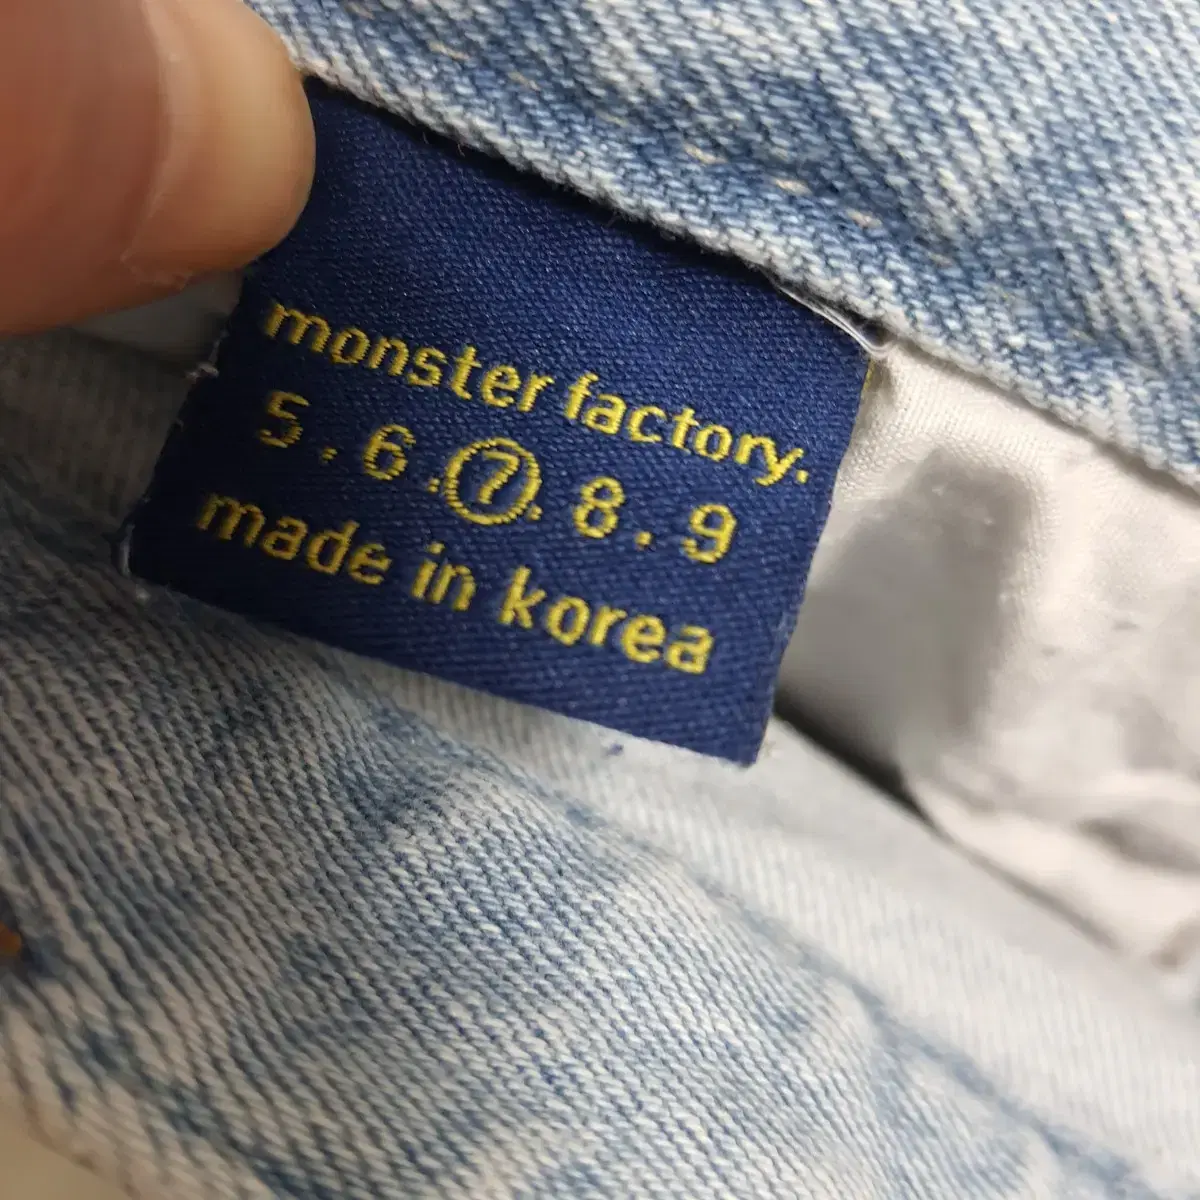 monster factory.
5.6.⑦.8.9
made in korea